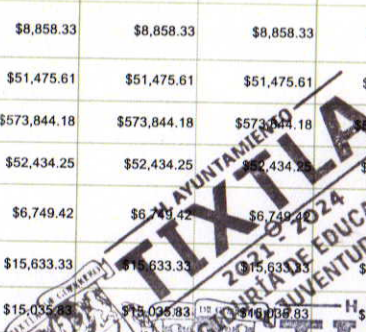 $8,858.33 $8,858.33 $8,858.33
$51,475.61 $51,475.61 $51,475.61
$573,844.18 $573,844.18 $573,844.18
$52,434.25 $52,434.25 $52,434.25
$6,749.42 $6,749.42 $6,749.42
$15,633.33 $15,633.33 $15,633.33
$15,035.83 $15,035.83 $15,035.83
H. AYUNTAMIENTO
TIXTLA
2021 - 2024
DE EDUCA
JUVENTUD